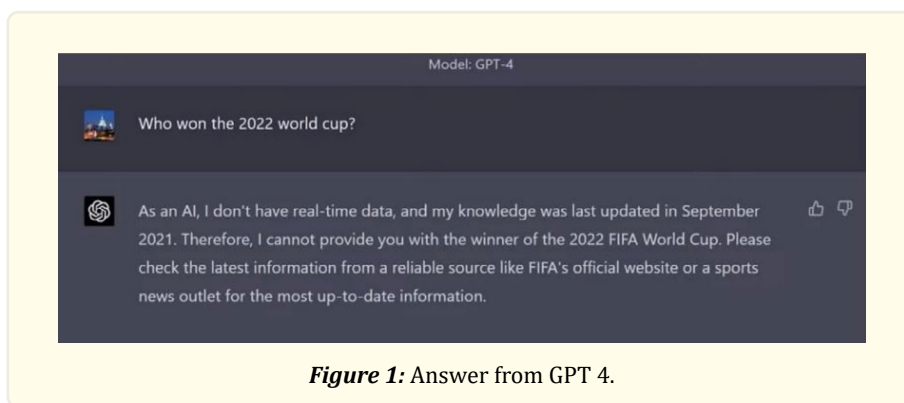 Model: GPT-4
Who won the 2022 world cup?
As an AI, I don't have real-time data, and my knowledge was last updated in September
2021. Therefore, I cannot provide you with the winner of the 2022 FIFA World Cup. Please
check the latest information from a reliable source like FIFA's official website or a sports
news outlet for the most up-to-date information.
Figure 1: Answer from GPT 4.